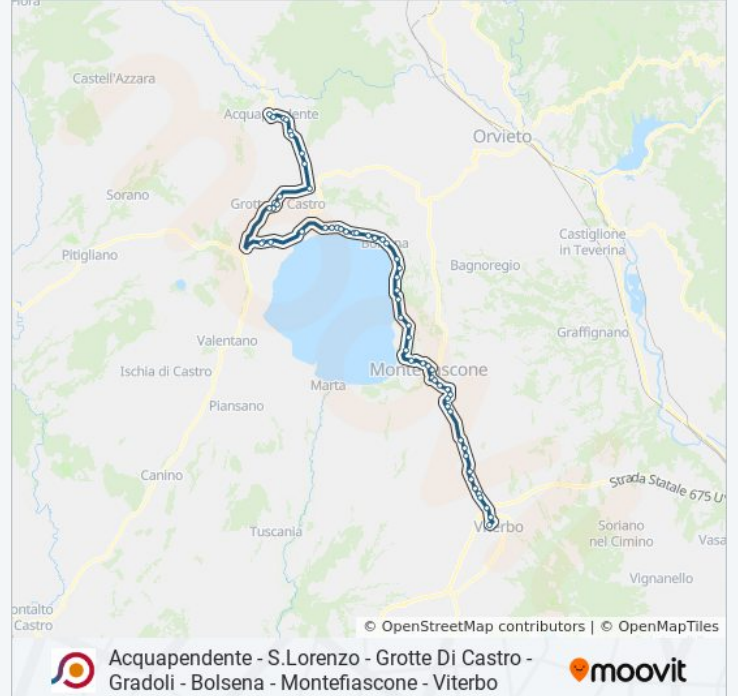 Flora
Castell'Azzara
Acquapendente
Orvieto
Sorano
Grotte Castro
Castiglione
in Teverina
Pitigliano
Bolsena
Bagnoregio
Graffignano
Valentano
Ischia di Castro
Montefiascone
Marta
Piansano
Canino
Strada Statale 675 U
Tuscania
Viterbo
Soriano
nel Cimino
Vasa
Vignanello
ontalto
Castro
© OpenStreetMap contributors | © OpenMapTiles
Acquapendente - S.Lorenzo - Grotte Di Castro -
Gradoli - Bolsena - Montefiascone - Viterbo
moovit